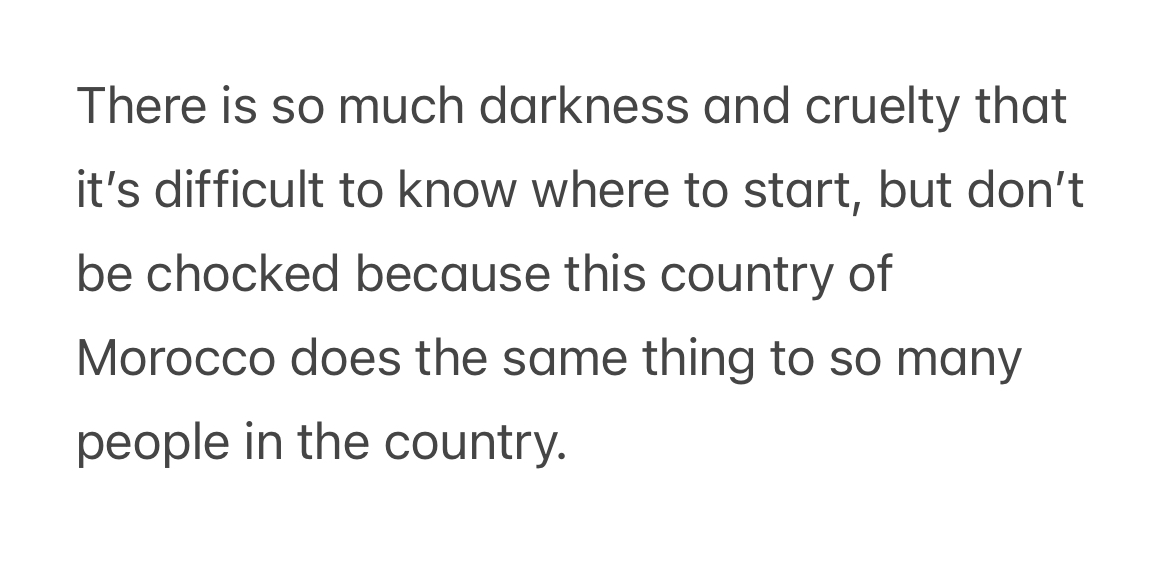 There is so much darkness and cruelty that
it’s difficult to know where to start, but don’t
be chocked because this country of
Morocco does the same thing to so many
people in the country.